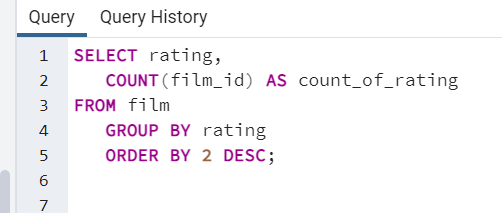 Query Query History
1 SELECT rating,
2 COUNT(film_id) AS count_of_rating
3 FROM film
4 GROUP BY rating
5 ORDER BY 2 DESC;
6
7